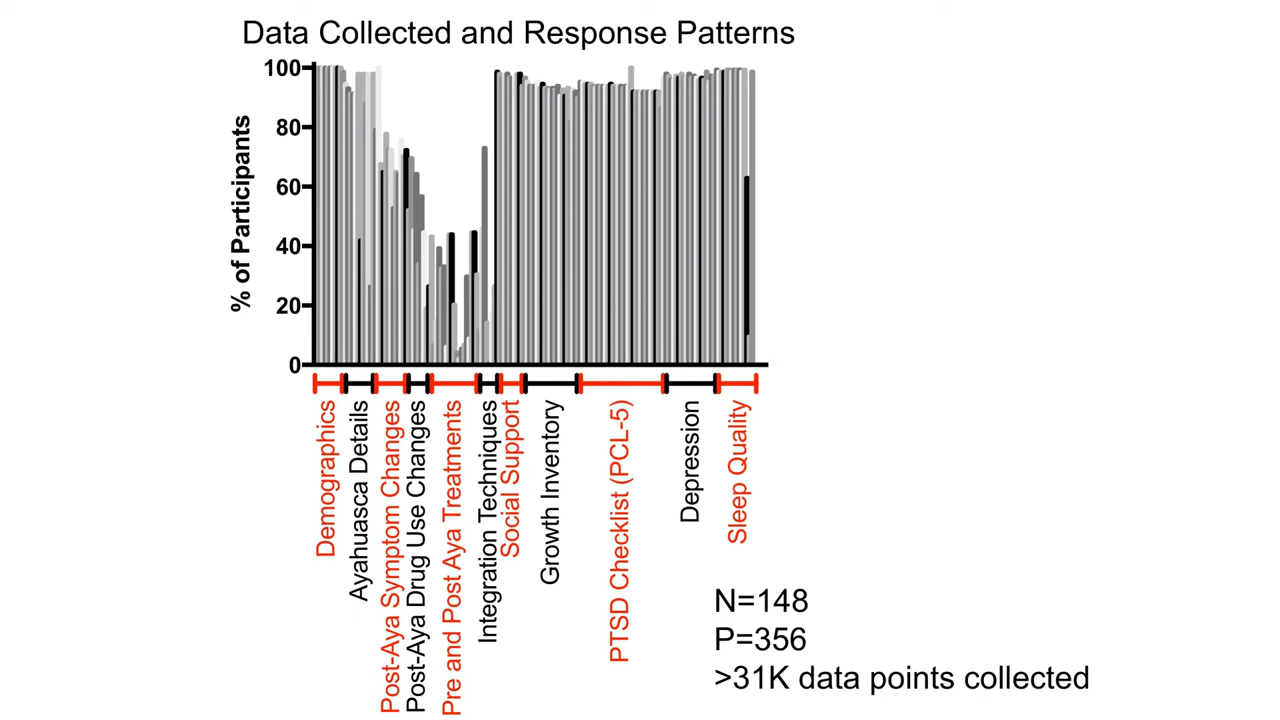 Data Collected and Response Patterns
% of Participants
100
80
60
40
20
0
Demographics
Ayahuasca Details
Post-Aya Symptom Changes
Post-Aya Drug Use Changes
Pre and Post Aya Treatments
Integration Techniques
Social Support
Growth Inventory
PTSD Checklist (PCL-5)
Depression
Sleep Quality
N=148
P=356
>31K data points collected